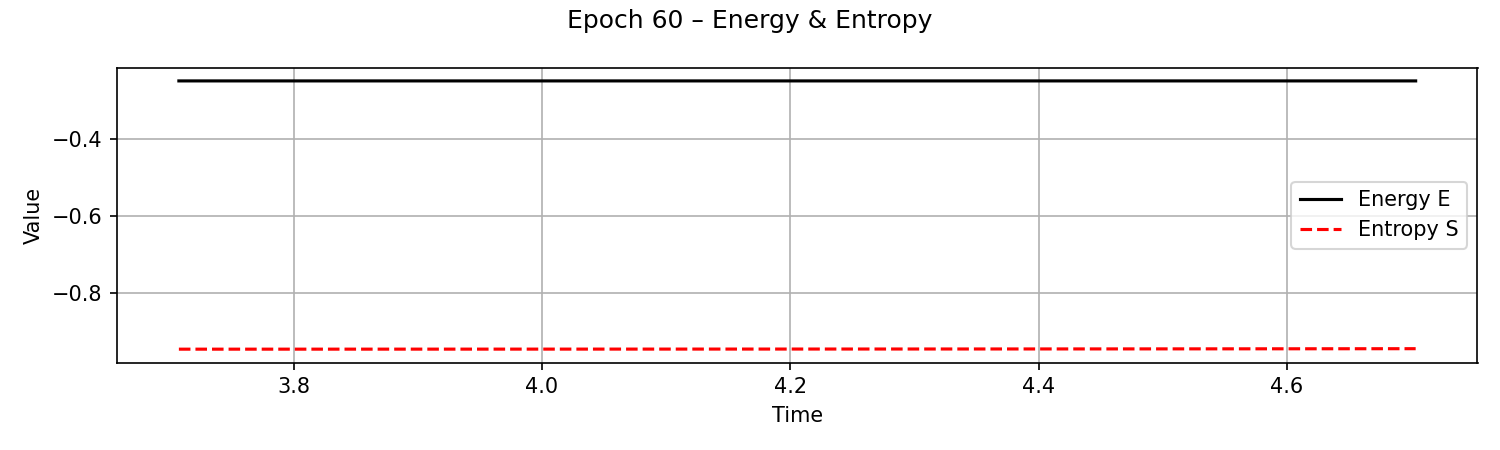 Epoch 60 – Energy & Entropy
Value
−0.4
−0.6
−0.8
Energy E
Entropy S
3.8
4.0
4.2
4.4
4.6
Time